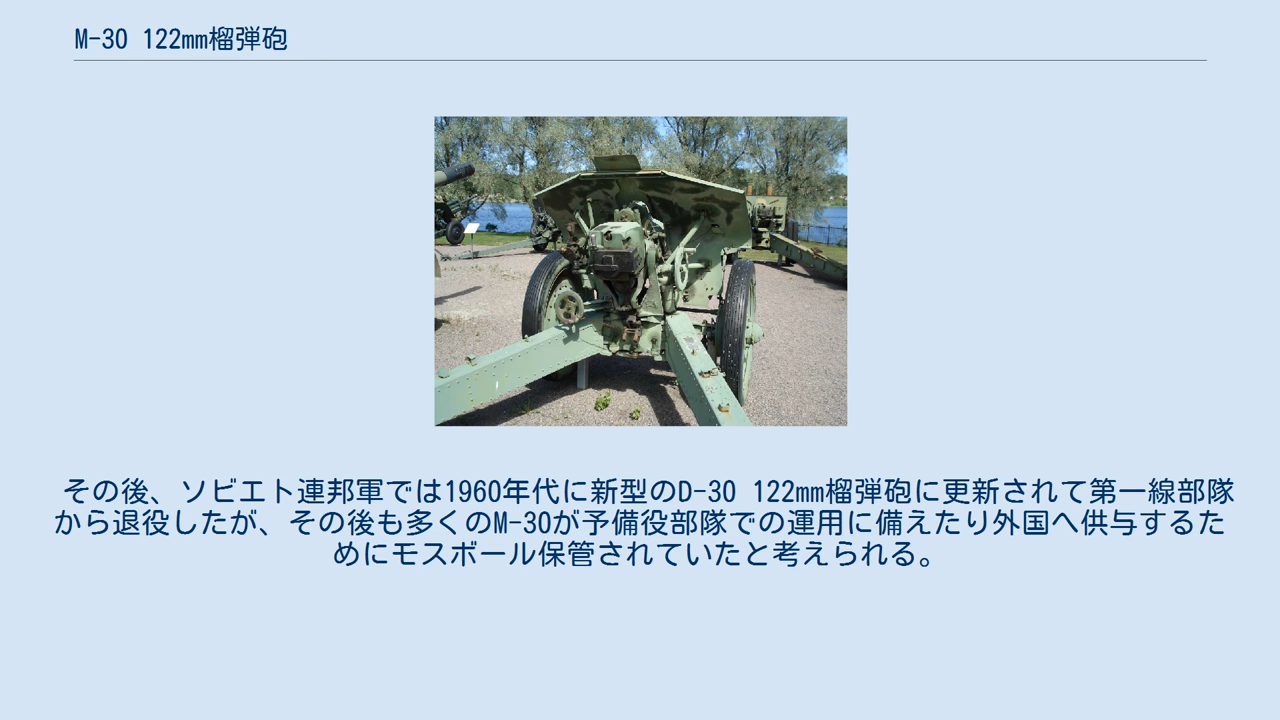 M-30 122mm榴弾砲
その後、ソビエト連邦軍では1960年代に新型のD-30 122mm榴弾砲に更新されて第一線部隊
から退役したが、その後も多くのM-30が予備役部隊での運用に備えたり外国へ供与するた
めにモスボール保管されていたと考えられる。